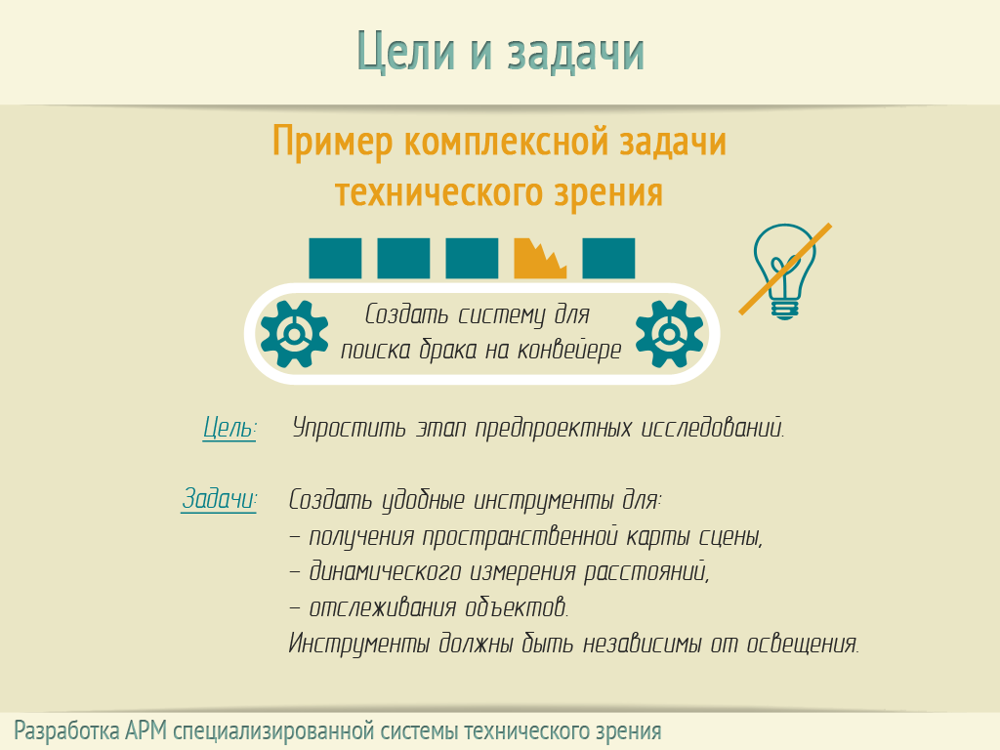 Цели и задачи
Пример комплексной задачи
технического зрения
Создать систему для
поиска брака на конвейере
Цель: Упростить этап предпроектных исследований.
Задачи: Создать удобные инструменты для:
– получения пространственной карты сцены,
– динамического измерения расстояний,
– отслеживания объектов.
Инструменты должны быть независимы от освещения.
Разработка АРМ специализированной системы технического зрения